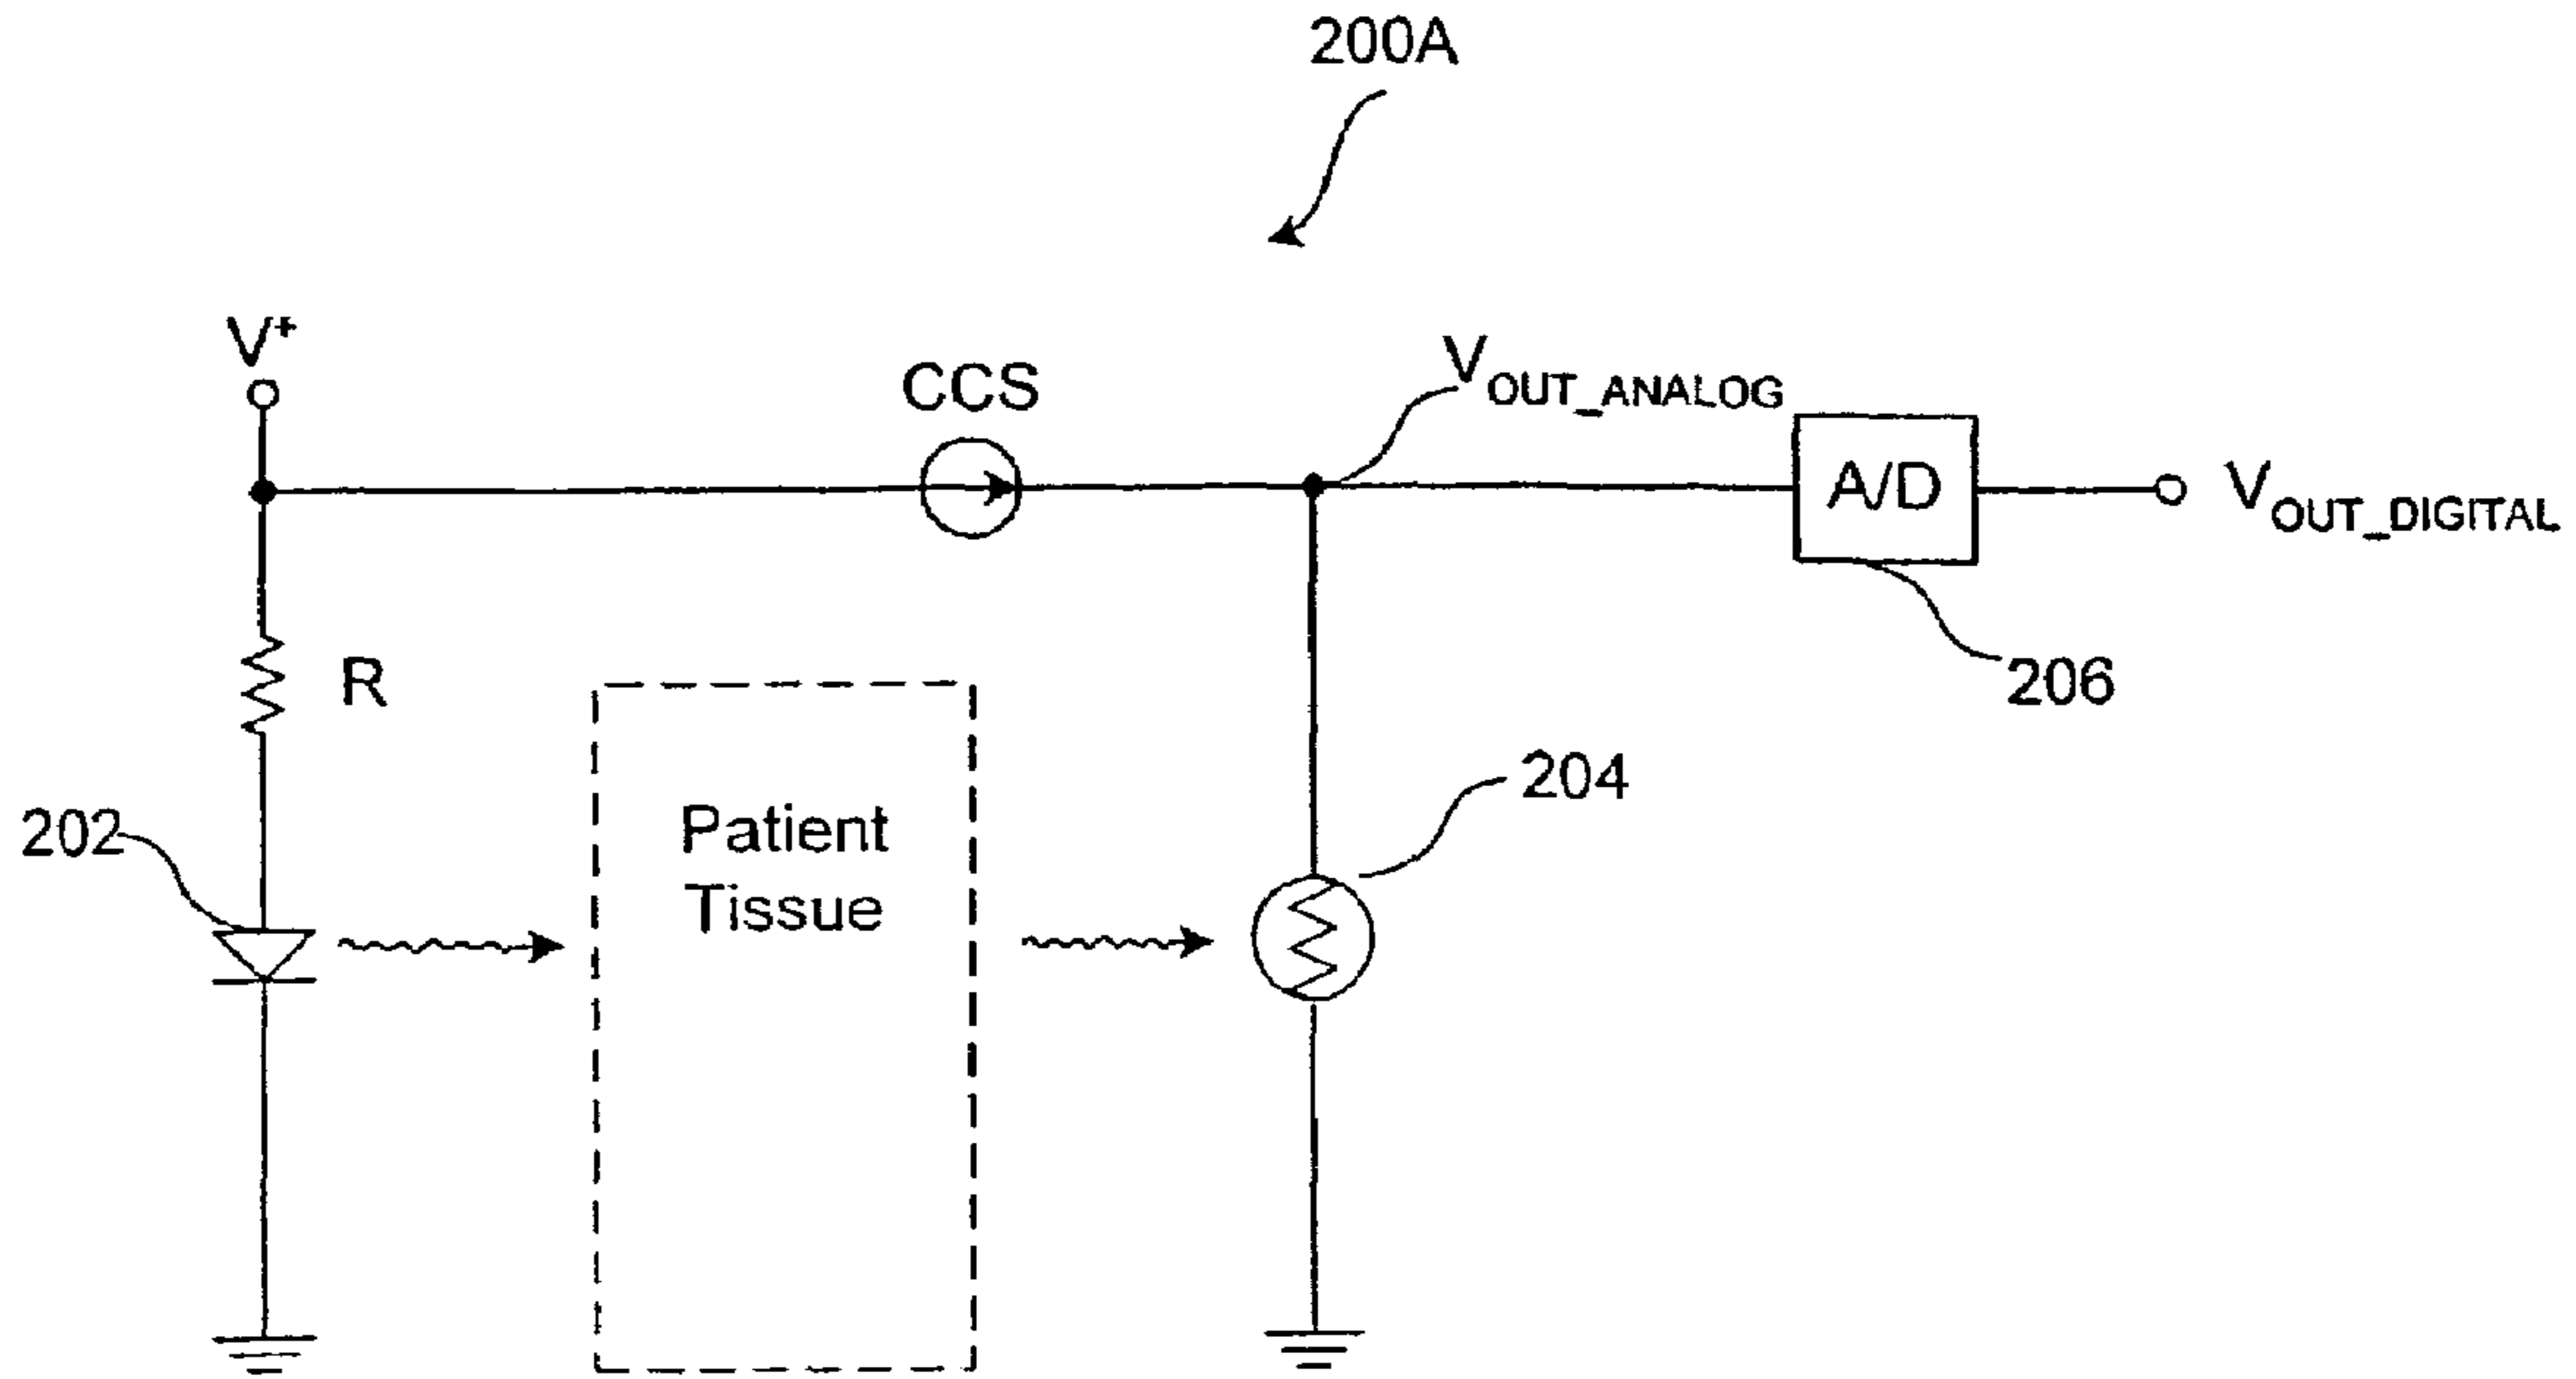 200A
V+
CCS
VOUT_ANALOG
A/D
VOUT_DIGITAL
R
206
204
202
Patient
Tissue